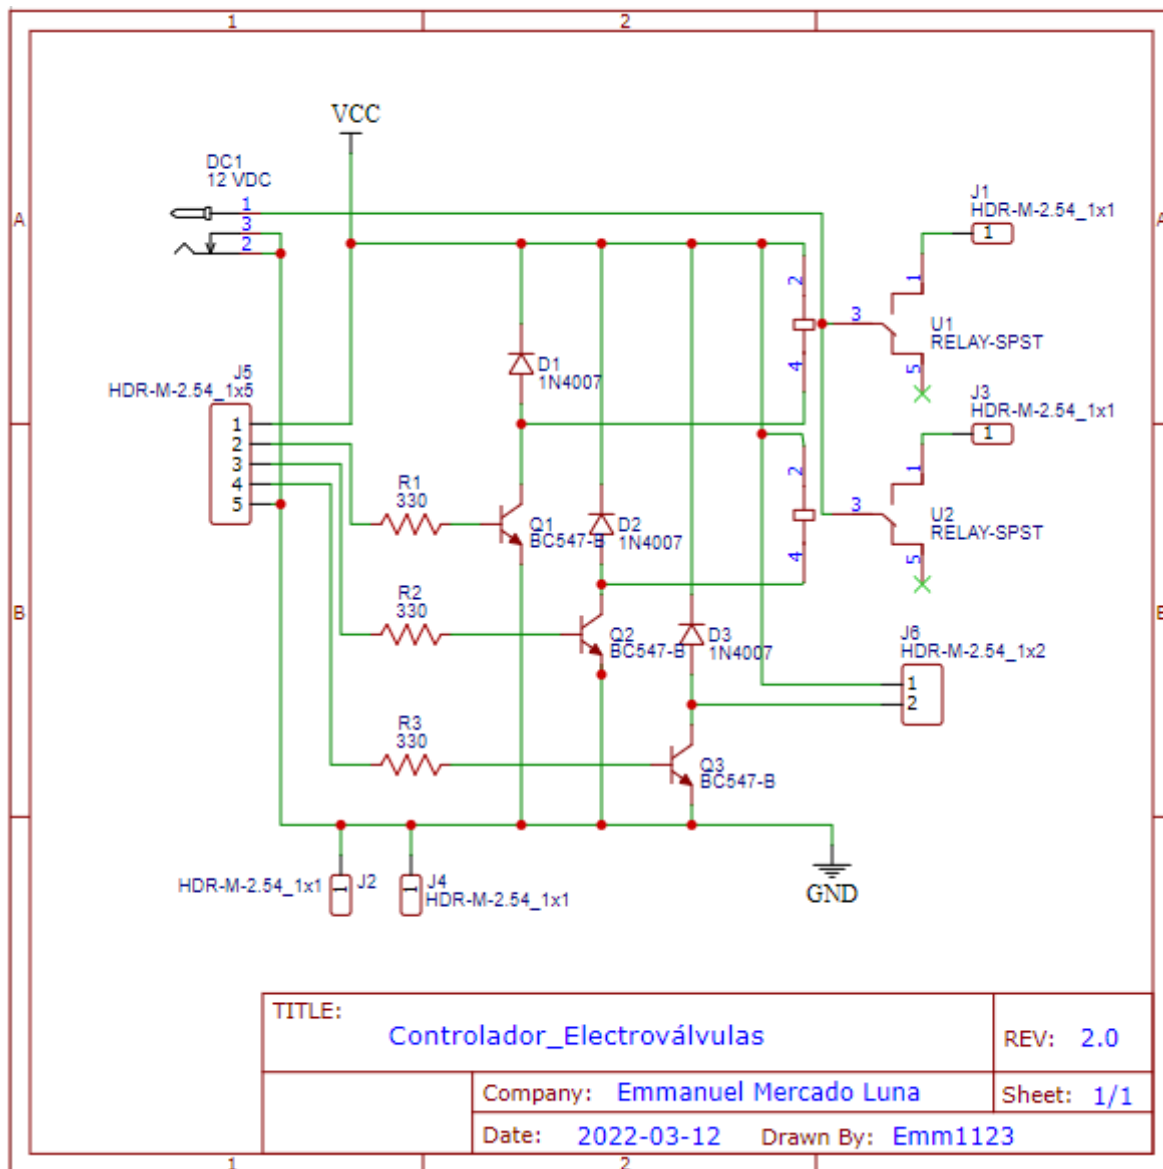 1
2
VCC
DC1
12 VDC
1
3
2
A
A
J1
HDR-M-2.54_1x1
1
2
1
3
U1
RELAY-SPST
4
5
D1
1N4007
J5
HDR-M-2.54_1x5
1
2
3
4
5
J3
HDR-M-2.54_1x1
1
2
1
3
U2
RELAY-SPST
4
5
R1
330
Q1
BC547-B
D2
1N4007
R2
330
Q2
BC547-B
D3
1N4007
B
J6
HDR-M-2.54_1x2
1
2
R3
330
Q3
BC547-B
HDR-M-2.54_1x1
1
J2
1
J4
HDR-M-2.54_1x1
GND
TITLE:
Controlador_Electroválvulas
REV: 2.0
Company: Emmanuel Mercado Luna
Sheet: 1/1
Date: 2022-03-12 Drawn By: Emm1123
1
2